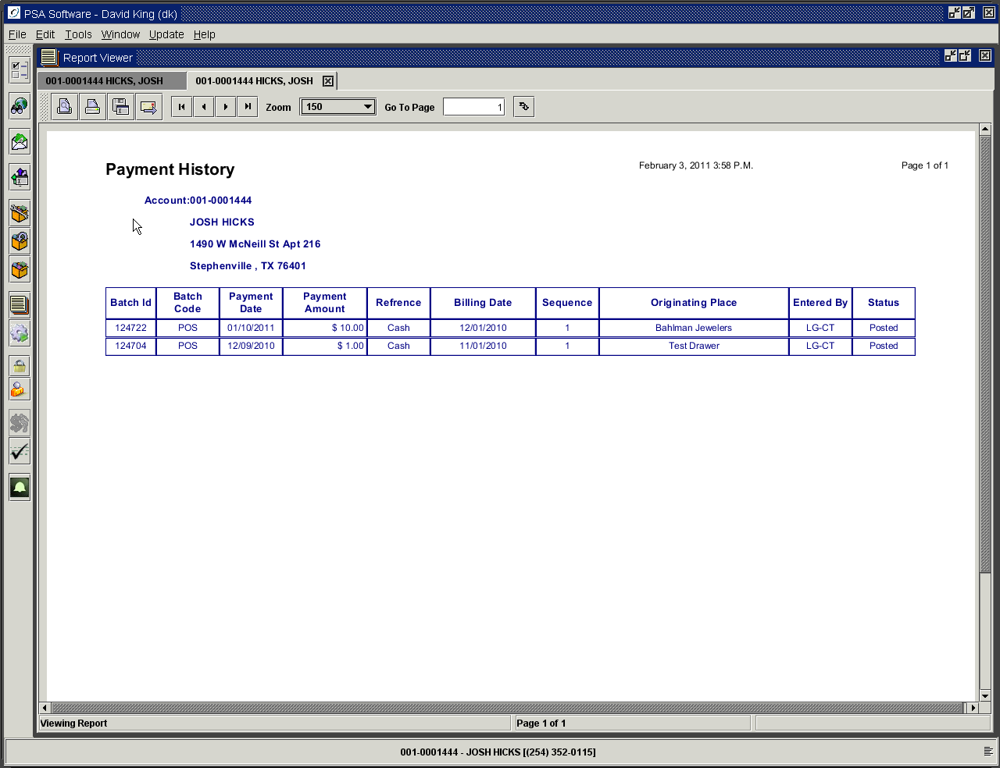 PSA Software - David King (dk)
File Edit Tools Window Update Help
Report Viewer
001-0001444 HICKS, JOSH 001-0001444 HICKS, JOSH
Zoom 150 Go To Page 1
Payment History February 3, 2011 3:58 P.M. Page 1 of 1
Account:001-0001444
JOSH HICKS
1490 W McNeill St Apt 216
Stephenville , TX 76401
Batch Id Batch Code Payment Date Payment Amount Refrence Billing Date Sequence Originating Place Entered By Status
124722 POS 01/10/2011 $ 10.00 Cash 12/01/2010 1 Bahlman Jewelers LG-CT Posted
124704 POS 12/09/2010 $ 1.00 Cash 11/01/2010 1 Test Drawer LG-CT Posted
Viewing Report Page 1 of 1
001-0001444 - JOSH HICKS [(254) 352-0115]